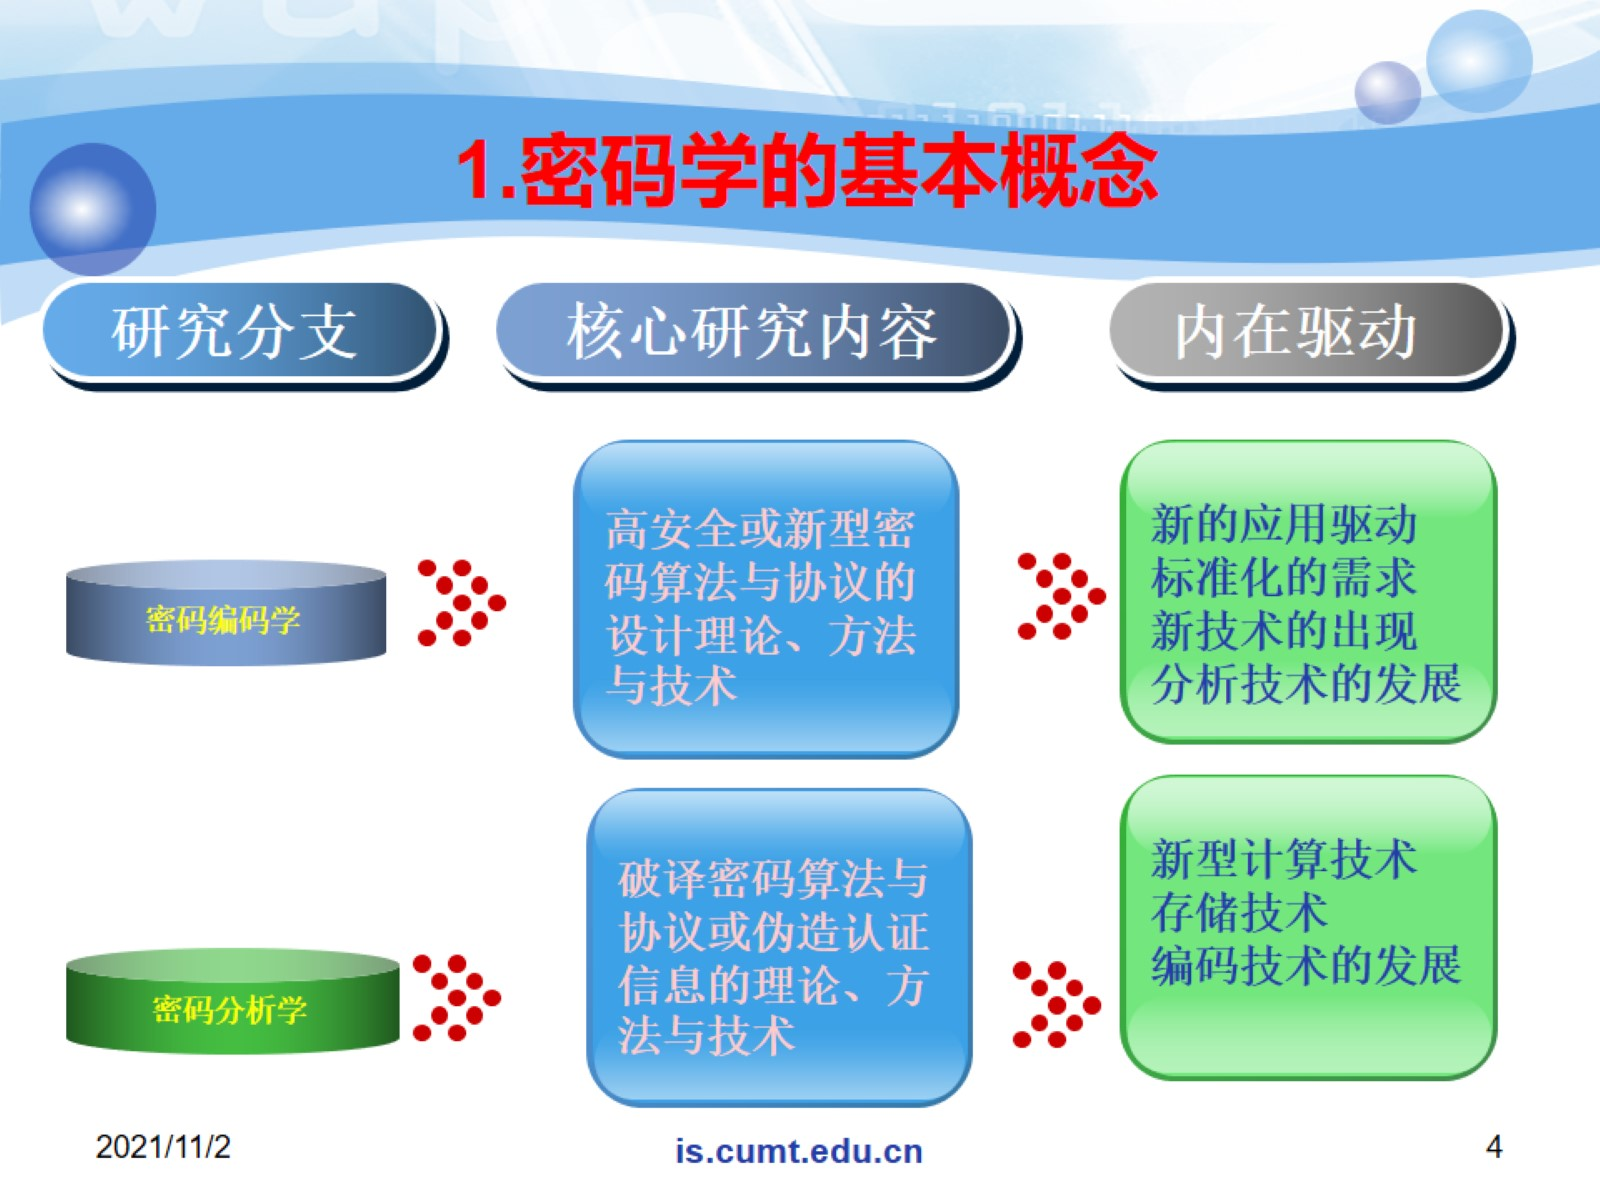 1.密码学的基本概念
研究分支
核心研究内容
内在驱动
密码编码学
高安全或新型密
码算法与协议的
设计理论、方法
与技术
新的应用驱动
标准化的需求
新技术的出现
分析技术的发展
密码分析学
破译密码算法与
协议或伪造认证
信息的理论、方
法与技术
新型计算技术
存储技术
编码技术的发展
2021/11/2
is.cumt.edu.cn
4